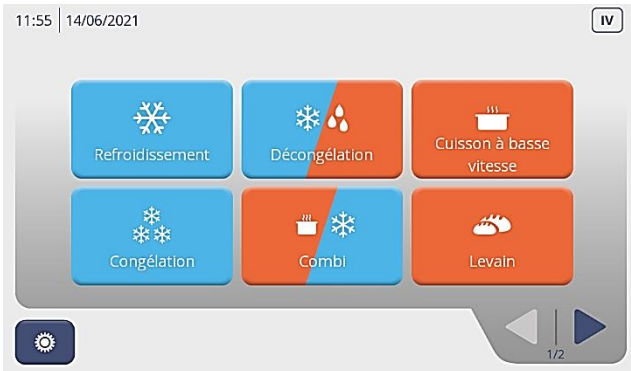 11:55 14/06/2021
IV
Refroidissement
Décongélation
Cuisson à basse
vitesse
Congélation
Combi
Levain
1/2